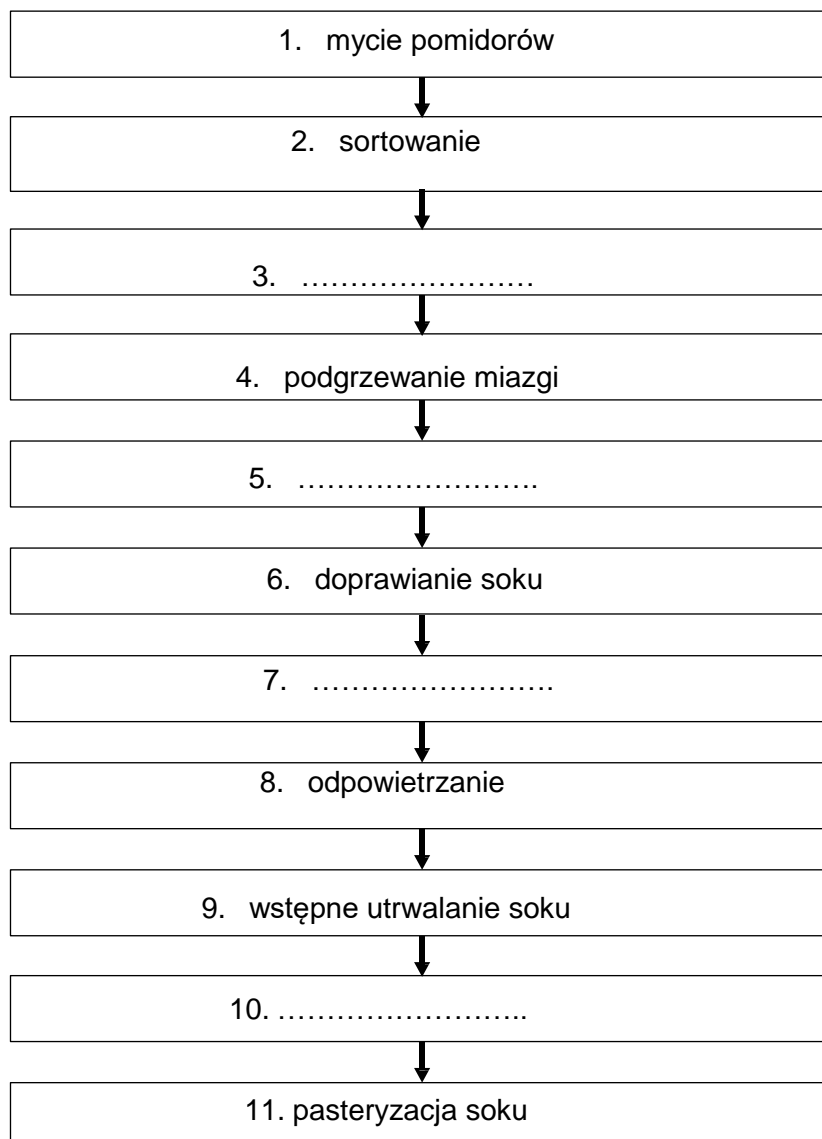 1. mycie pomidorów
2. sortowanie
3. ……………………
4. podgrzewanie miazgi
5. …………………….
6. doprawianie soku
7. …………………….
8. odpowietrzanie
9. wstępne utrwalanie soku
10. ……………………..
11. pasteryzacja soku